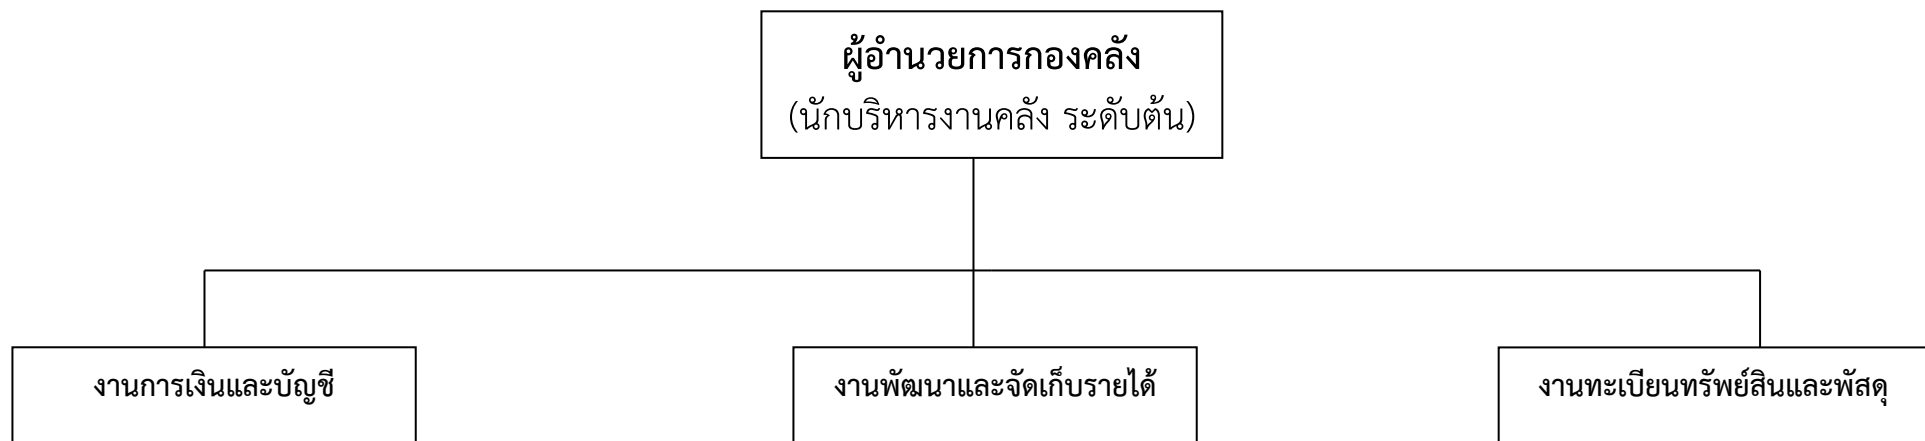 ผู้อำนวยการกองคลัง
(นักบริหารงานคลัง ระดับต้น)
งานการเงินและบัญชี
งานพัฒนาและจัดเก็บรายได้
งานทะเบียนทรัพย์สินและพัสดุ